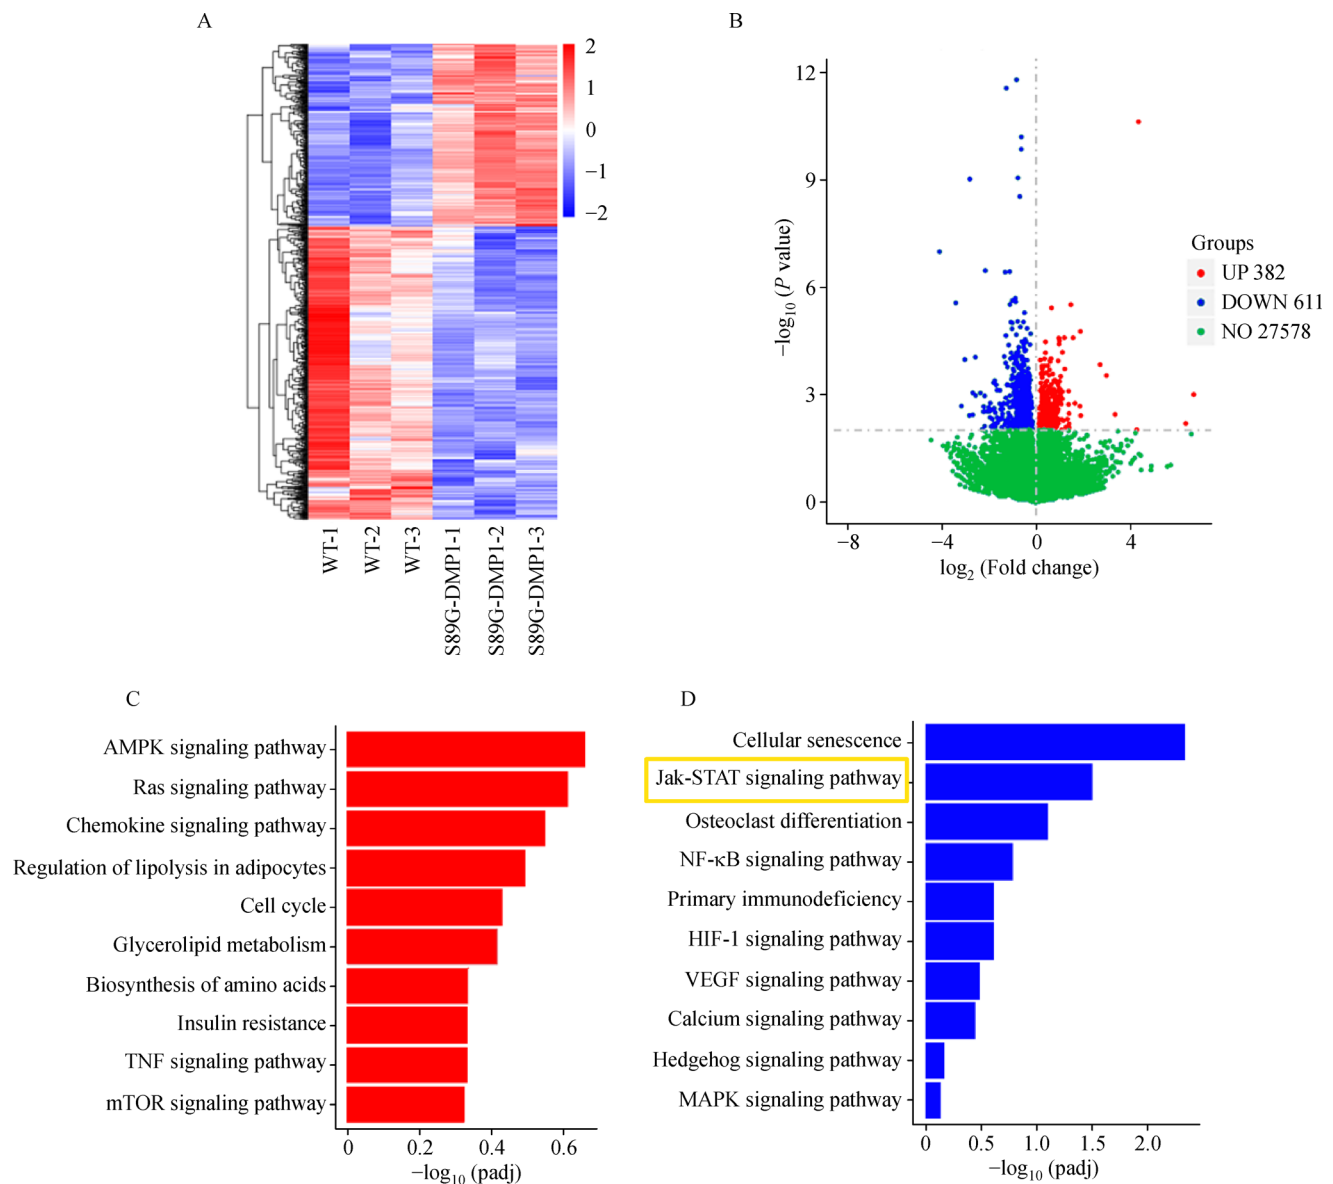 A
2
1
0
−1
−2
WT-1
WT-2
WT-3
S89G-DMP1-1
S89G-DMP1-2
S89G-DMP1-3
B
12
9
6
3
0
−log10 (P value)
−8
−4
0
4
log2 (Fold change)
Groups
UP 382
DOWN 611
NO 27578
C
AMPK signaling pathway
Ras signaling pathway
Chemokine signaling pathway
Regulation of lipolysis in adipocytes
Cell cycle
Glycerolipid metabolism
Biosynthesis of amino acids
Insulin resistance
TNF signaling pathway
mTOR signaling pathway
0
0.2
0.4
0.6
−log10 (padj)
D
Cellular senescence
Jak-STAT signaling pathway
Osteoclast differentiation
NF-κB signaling pathway
Primary immunodeficiency
HIF-1 signaling pathway
VEGF signaling pathway
Calcium signaling pathway
Hedgehog signaling pathway
MAPK signaling pathway
0
0.5
1.0
1.5
2.0
−log10 (padj)